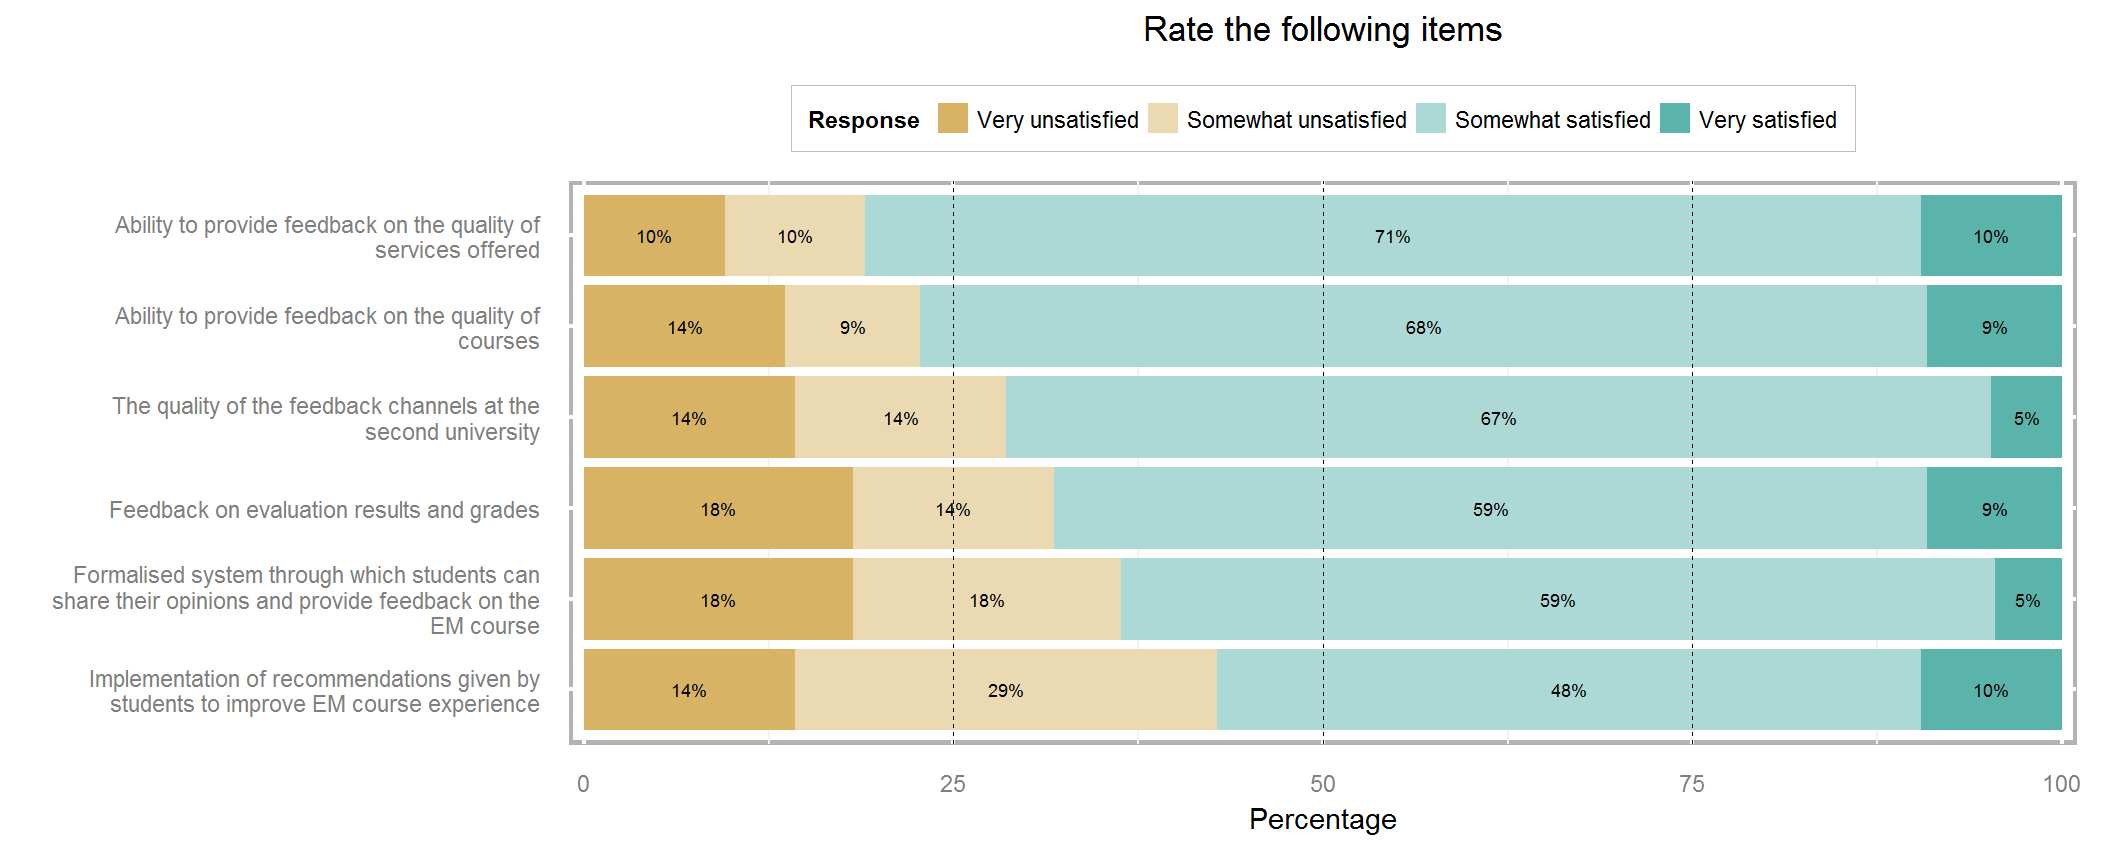 Rate the following items
Response Very unsatisfied Somewhat unsatisfied Somewhat satisfied Very satisfied
Ability to provide feedback on the quality of
services offered
10% 10% 71% 10%
Ability to provide feedback on the quality of
courses
14% 9% 68% 9%
The quality of the feedback channels at the
second university
14% 14% 67% 5%
Feedback on evaluation results and grades
18% 14% 59% 9%
Formalised system through which students can
share their opinions and provide feedback on the
EM course
18% 18% 59% 5%
Implementation of recommendations given by
students to improve EM course experience
14% 29% 48% 10%
0 25 50 75 100
Percentage